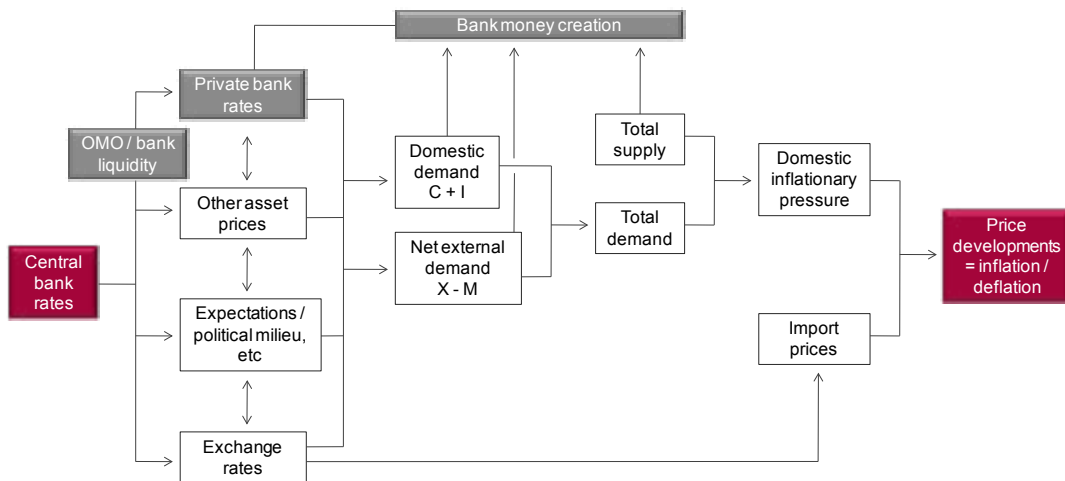 Bank money creation
Private bank
rates
OMO / bank
liquidity
Total
supply
Domestic
demand
C + I
Domestic
inflationary
pressure
Other asset
prices
Total
demand
Price
developments
= inflation /
deflation
Central
bank
rates
Net external
demand
X - M
Expectations /
political milieu,
etc
Import
prices
Exchange
rates